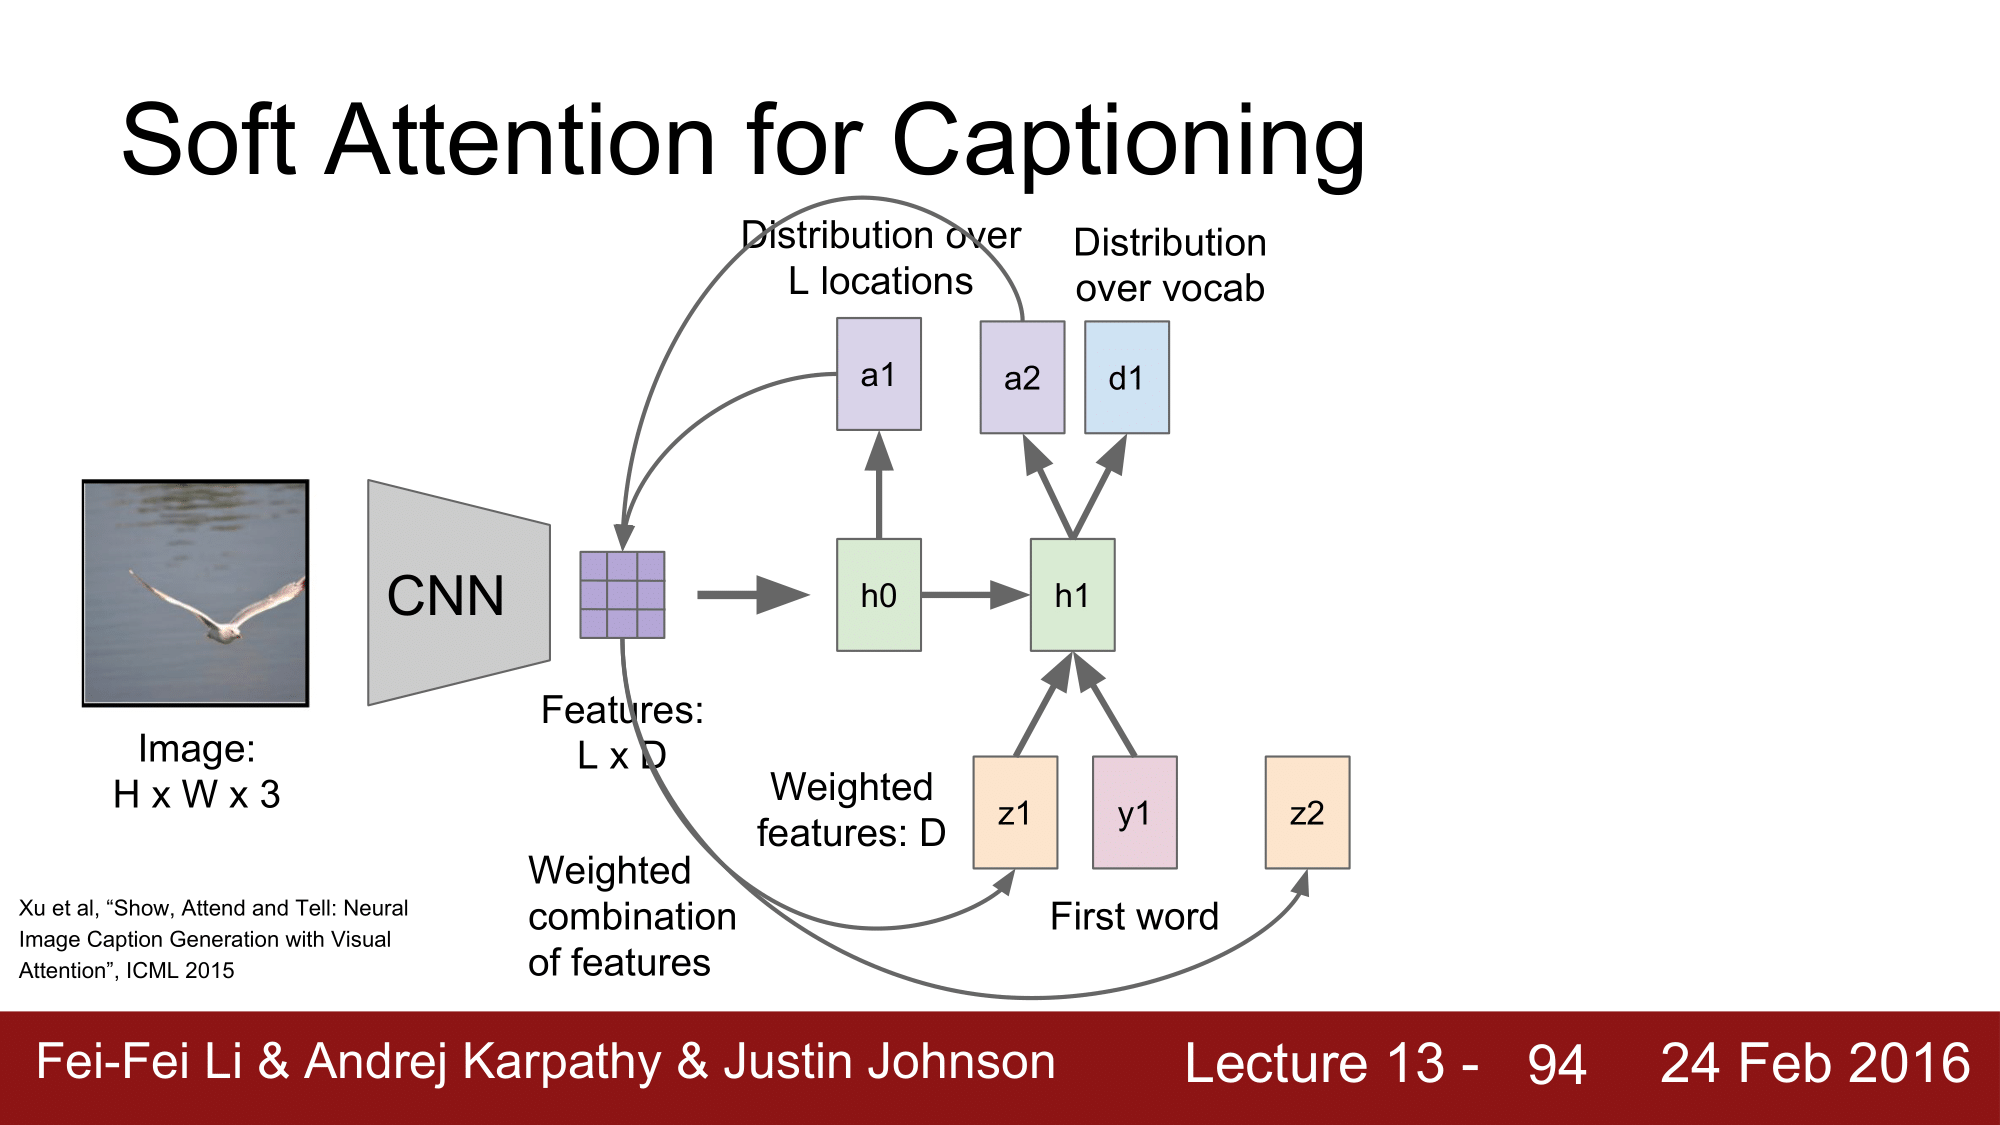 Soft Attention for Captioning
Distribution over
L locations
Distribution
over vocab
a1
a2
d1
CNN
h0
h1
Features:
L x D
Image:
H x W x 3
Weighted
features: D
z1
y1
z2
Weighted
combination
of features
First word
Xu et al, “Show, Attend and Tell: Neural
Image Caption Generation with Visual
Attention”, ICML 2015
Fei-Fei Li & Andrej Karpathy & Justin Johnson
Lecture 13 - 94
24 Feb 2016